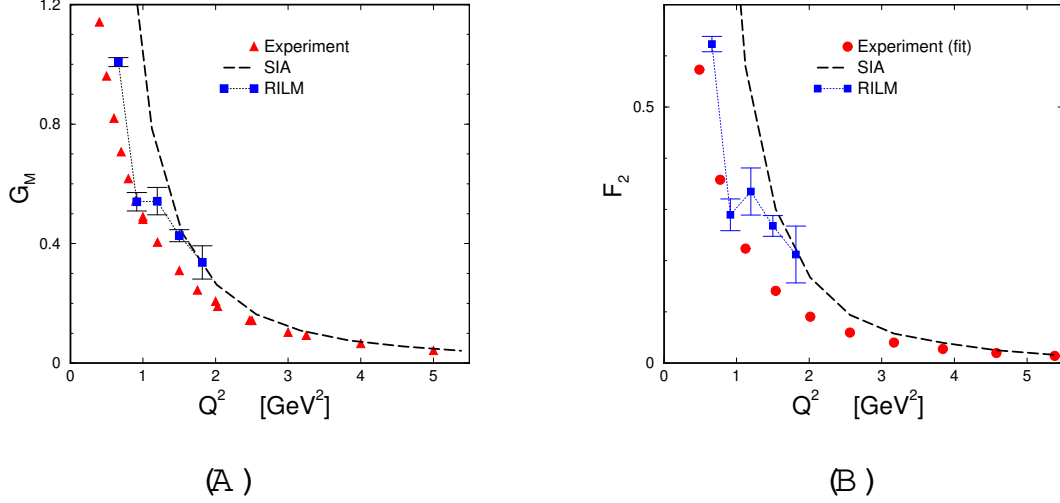 1.2
0.8
0.4
0
G_M
Experiment
SIA
RILM
0 1 2 3 4 5
Q^2 [GeV^2]
(A)
0.5
0
F_2
Experiment (fit)
SIA
RILM
0 1 2 3 4 5
Q^2 [GeV^2]
(B)